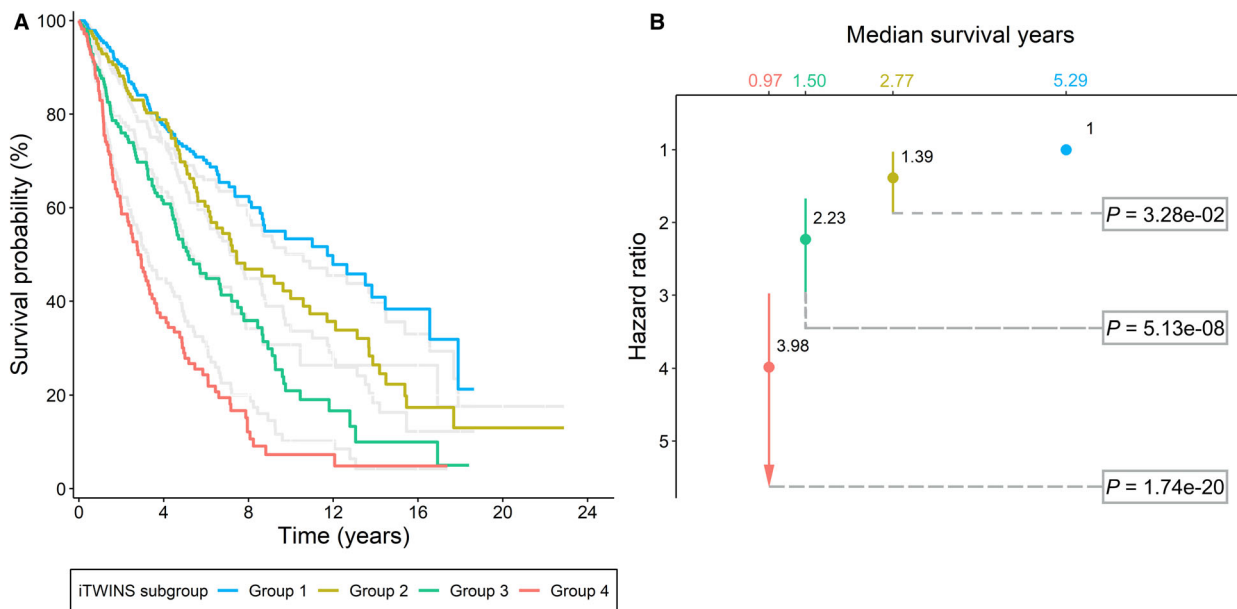 A
Survival probability (%)
100
80
60
40
20
0
0 4 8 12 16 20 24
Time (years)
iTWINS subgroup Group 1 Group 2 Group 3 Group 4
B
Median survival years
0.97 1.50 2.77 5.29
Hazard ratio
1
2
3
4
5
1
1.39
2.23
3.98
P = 3.28e-02
P = 5.13e-08
P = 1.74e-20